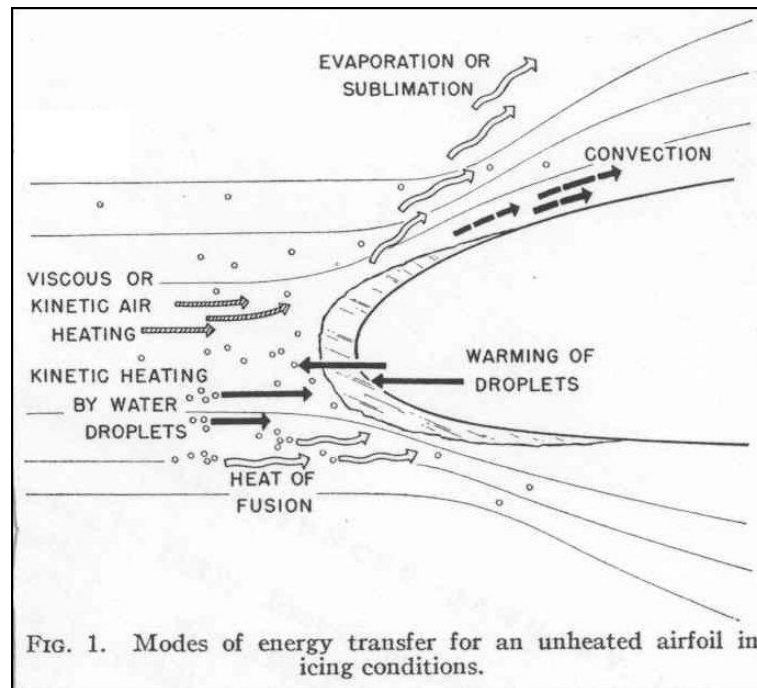 EVAPORATION OR
SUBLIMATION
CONVECTION
VISCOUS OR
KINETIC AIR
HEATING
KINETIC HEATING
BY WATER
DROPLETS
WARMING OF
DROPLETS
HEAT OF
FUSION
FIG. 1. Modes of energy transfer for an unheated airfoil in
icing conditions.